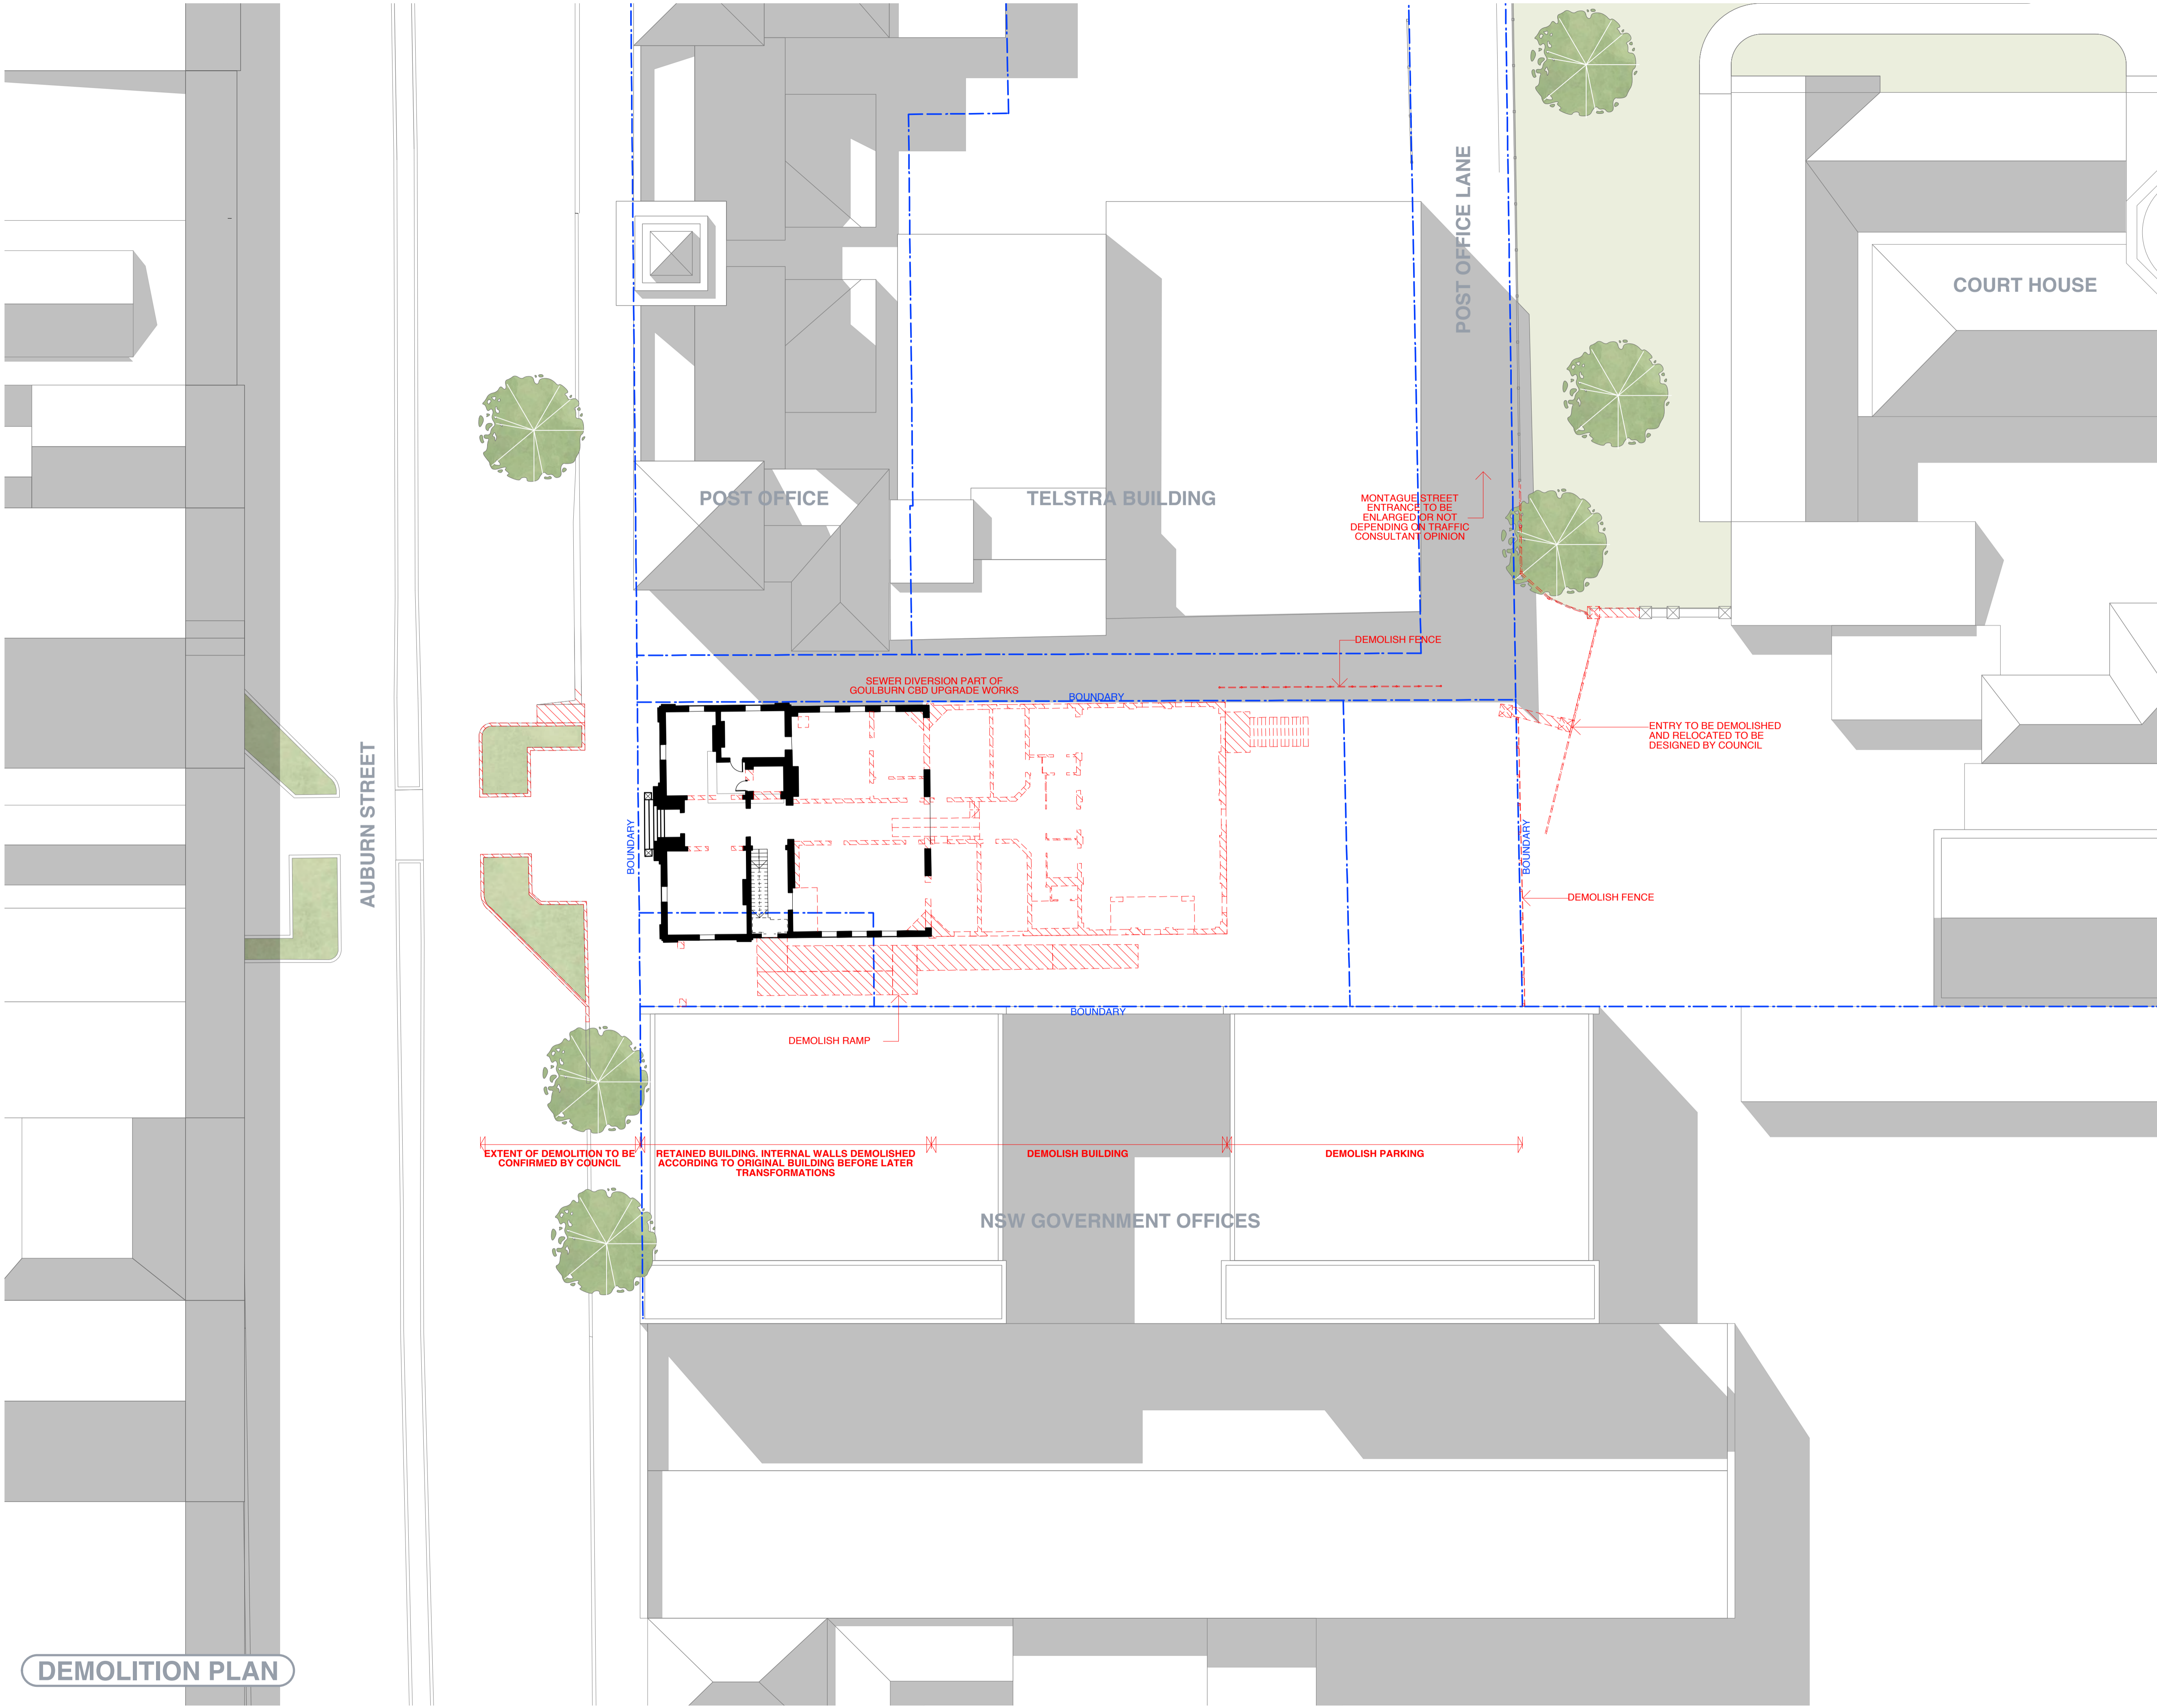 POST OFFICE LANE
COURT HOUSE
POST OFFICE
TELSTRA BUILDING
MONTAGUE STREET
ENTRANCE TO BE
ENLARGED OR NOT
DEPENDING ON TRAFFIC
CONSULTANT OPINION
DEMOLISH FENCE
SEWER DIVERSION PART OF
GOULBURN CBD UPGRADE WORKS
BOUNDARY
ENTRY TO BE DEMOLISHED
AND RELOCATED TO BE
DESIGNED BY COUNCIL
AUBURN STREET
BOUNDARY
BOUNDARY
DEMOLISH FENCE
BOUNDARY
DEMOLISH RAMP
EXTENT OF DEMOLITION TO BE
CONFIRMED BY COUNCIL
RETAINED BUILDING. INTERNAL WALLS DEMOLISHED
ACCORDING TO ORIGINAL BUILDING BEFORE LATER
TRANSFORMATIONS
DEMOLISH BUILDING
DEMOLISH PARKING
NSW GOVERNMENT OFFICES
DEMOLITION PLAN